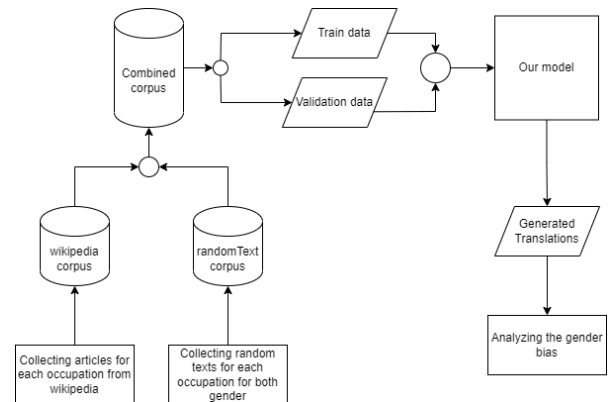 Combined
corpus
Train data
Validation data
Our model
wikipedia
corpus
randomText
corpus
Generated
Translations
Collecting articles for
each occupation from
wikipedia
Collecting random
texts for each
occupation for both
gender
Analyzing the gender
bias